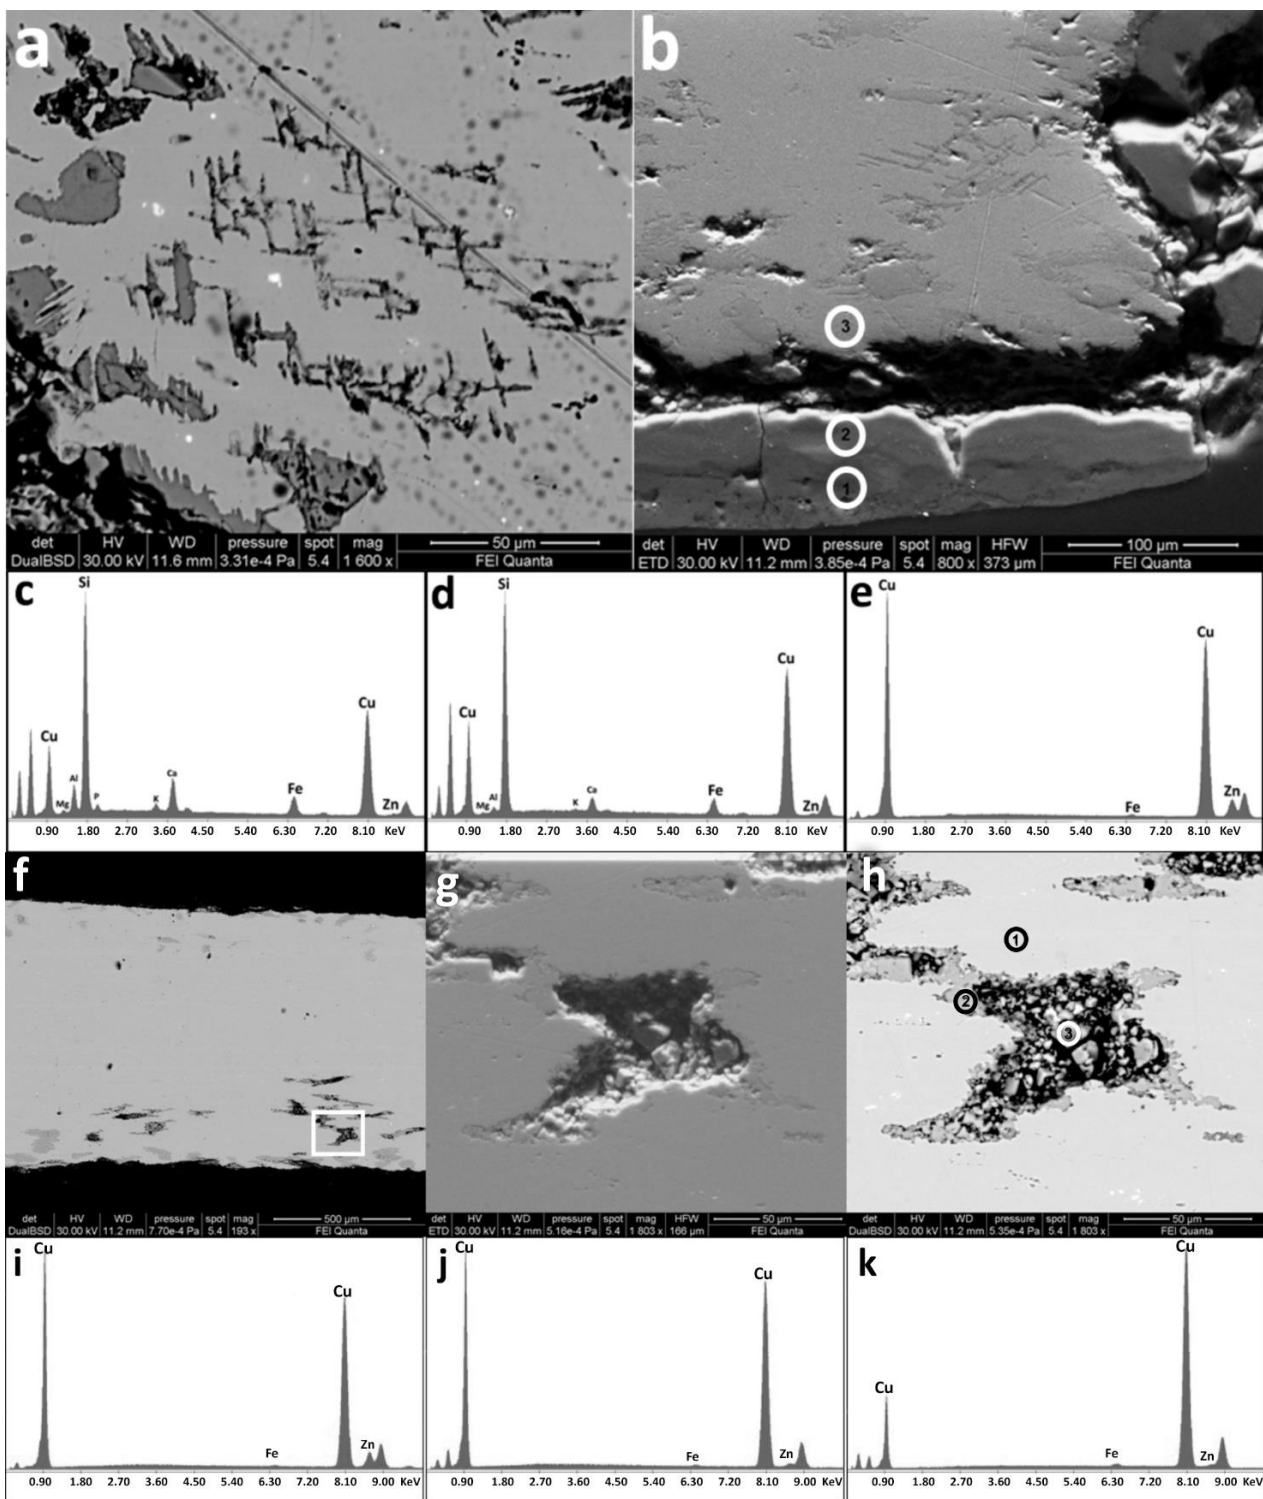 a
b
3
2
1
det HV WD pressure spot mag 50 µm
DualBSD 30.00 kV 11.6 mm 3.31e-4 Pa 5.4 1 600 x FEI Quanta
det HV WD pressure spot mag HFW 100 µm
ETD 30.00 kV 11.2 mm 3.85e-4 Pa 5.4 800 x 373 µm FEI Quanta
c
Si
Cu
Cu
Al
Mg
P
K
Ca
Fe
Zn
0.90 1.80 2.70 3.60 4.50 5.40 6.30 7.20 8.10 KeV
d
Si
Cu
Cu
Mg
Al
K
Ca
Fe
Zn
0.90 1.80 2.70 3.60 4.50 5.40 6.30 7.20 8.10 KeV
e
Cu
Cu
Fe
Zn
0.90 1.80 2.70 3.60 4.50 5.40 6.30 7.20 8.10 KeV
f
det HV WD pressure spot mag 500 µm
DualBSD 30.00 kV 11.2 mm 7.70e-4 Pa 5.4 193 x FEI Quanta
g
det HV WD pressure spot mag HFW 50 µm
ETD 30.00 kV 11.2 mm 5.16e-4 Pa 5.4 1 803 x 166 µm FEI Quanta
h
1
2
3
det HV WD pressure spot mag 50 µm
DualBSD 30.00 kV 11.2 mm 5.35e-4 Pa 5.4 1 803 x FEI Quanta
i
Cu
Cu
Fe
Zn
0.90 1.80 2.70 3.60 4.50 5.40 6.30 7.20 8.10 9.00 KeV
j
Cu
Cu
Fe
Zn
0.90 1.80 2.70 3.60 4.50 5.40 6.30 7.20 8.10 9.00 KeV
k
Cu
Cu
Fe
Zn
0.90 1.80 2.70 3.60 4.50 5.40 6.30 7.20 8.10 9.00 KeV